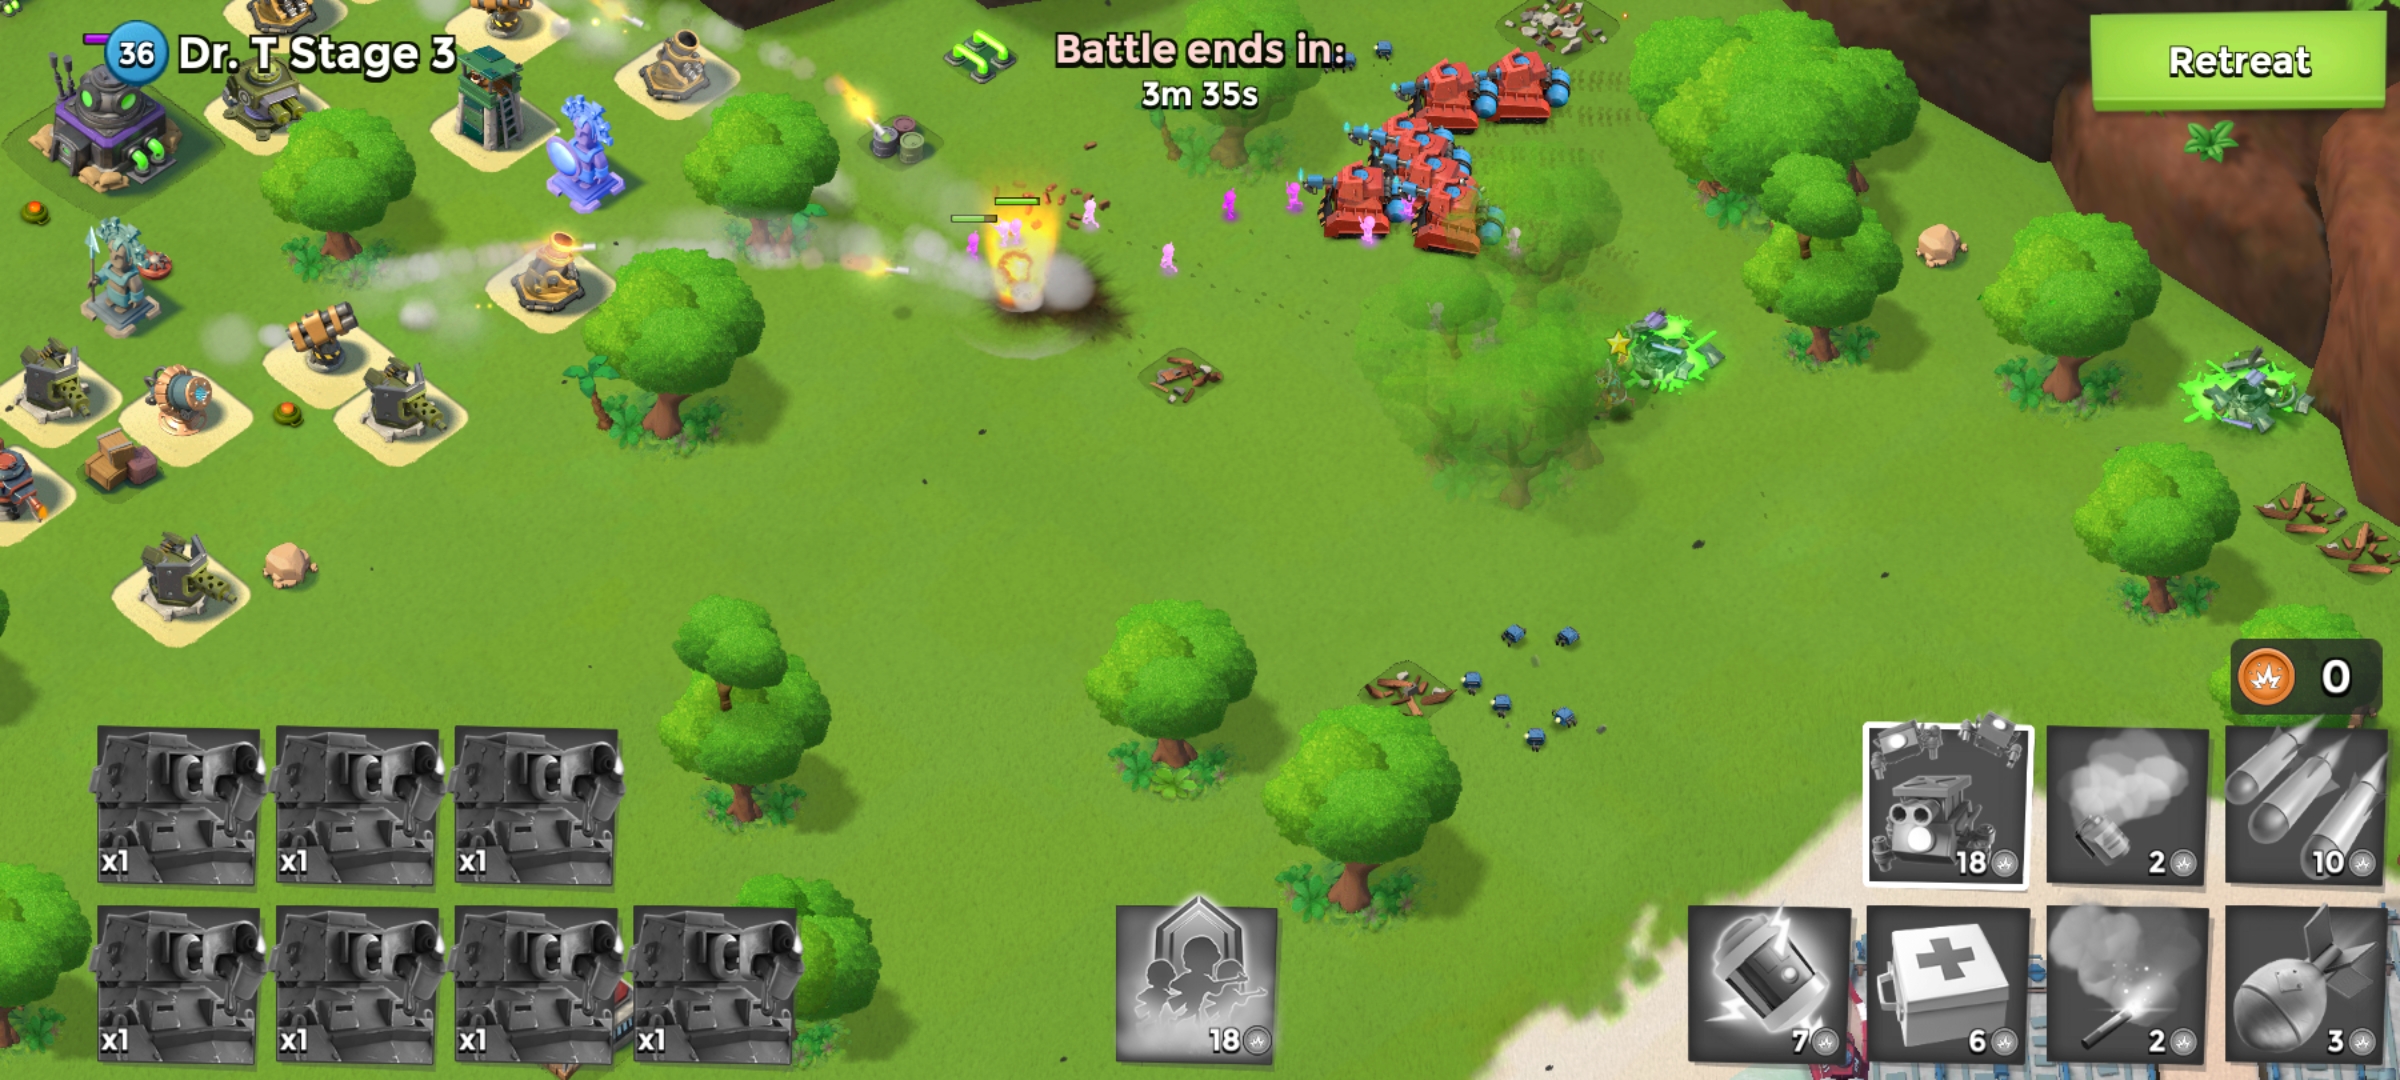 36 Dr. T Stage 3
Battle ends in:
3m 35s
Retreat
0
x1 x1 x1
18 2 10
x1 x1 x1 x1
18
7 6 2 3